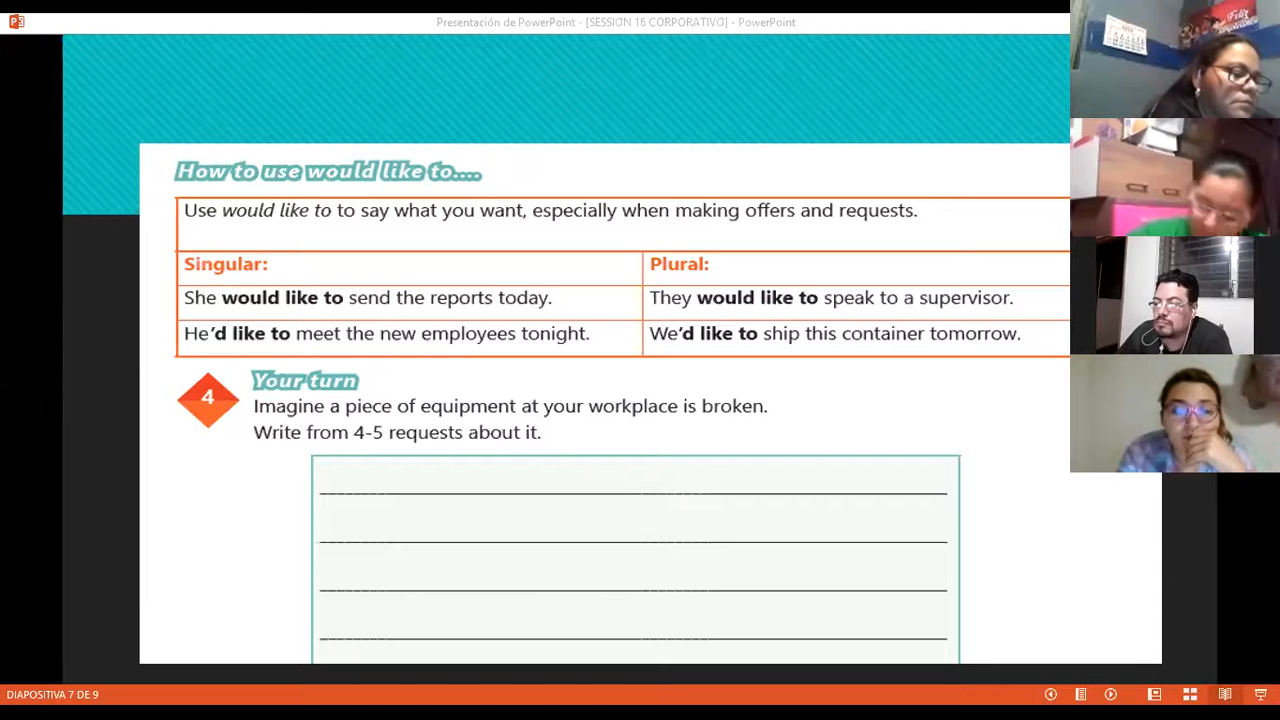 Presentación de PowerPoint - [SESSION 16 CORPORATIVO] - PowerPoint
How to use would like to....
Use would like to to say what you want, especially when making offers and requests.
Singular:
Plural:
She would like to send the reports today.
They would like to speak to a supervisor.
He'd like to meet the new employees tonight.
We'd like to ship this container tomorrow.
4
Your turn
Imagine a piece of equipment at your workplace is broken.
Write from 4-5 requests about it.
DIAPOSITIVA 7 DE 9